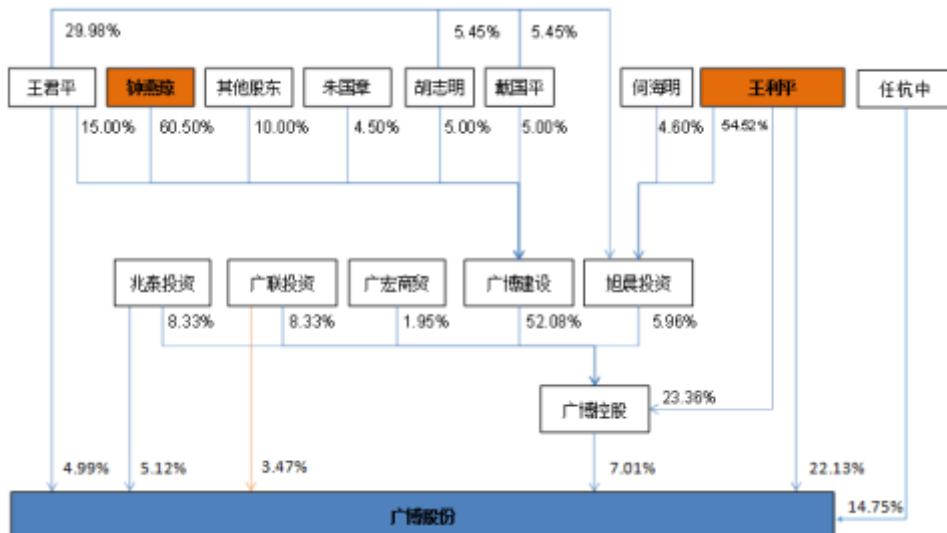 29.98% 5.45% 5.45%
王君平 钟燕琼 其他股东 朱国章 胡志明 戴国平 何海明 王利平 任杭中
15.00% 60.50% 10.00% 4.50% 5.00% 5.00% 4.60% 54.52%
兆泰投资 广联投资 广宏商贸 广博建设 旭晨投资
8.33% 8.33% 1.95% 52.08% 5.96%
广博控股 23.36%
4.99% 5.12% 3.47% 7.01% 22.13%
14.75%
广博股份